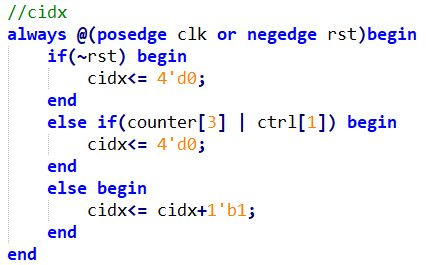 //cidx
always @(posedge clk or negedge rst)begin
    if(~rst) begin
        cidx<= 4'd0;
    end
    else if(counter[3] | ctrl[1]) begin
        cidx<= 4'd0;
    end
    else begin
        cidx<= cidx+1'b1;
    end
end